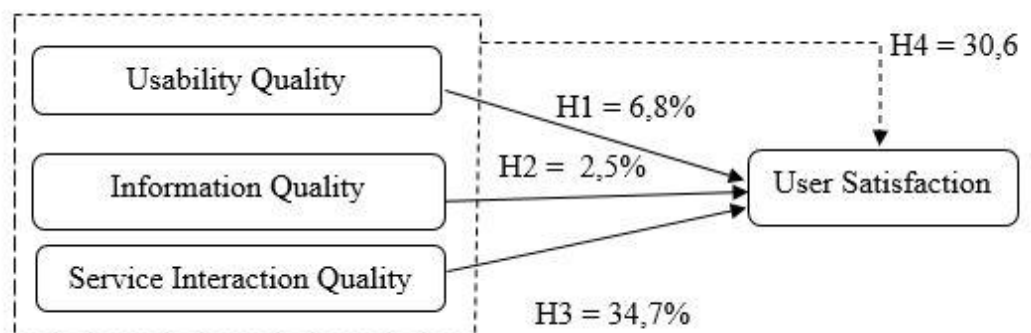 H4 = 30,6
Usability Quality
H1 = 6,8%
H2 =  2,5%
Information Quality
User Satisfaction
Service Interaction Quality
H3 = 34,7%